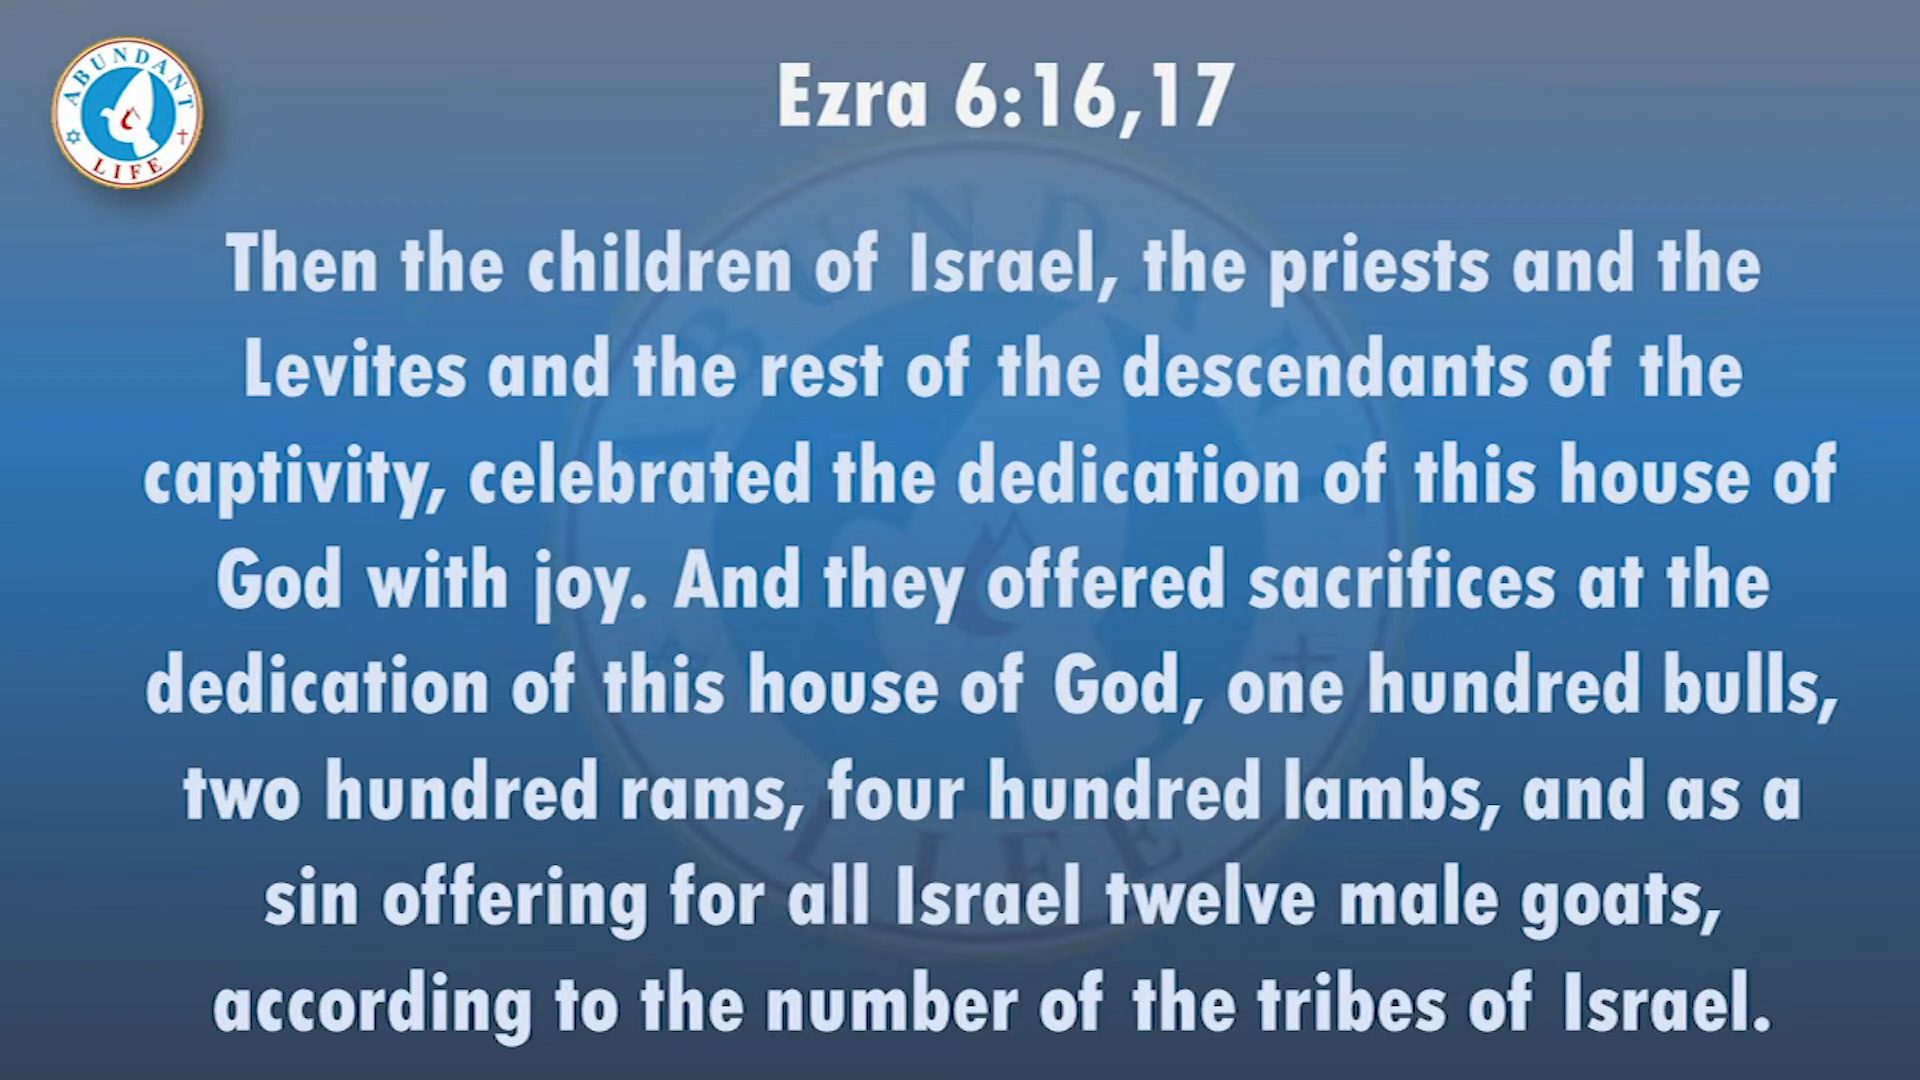 ABUNDANT
LIFE
Ezra 6:16,17
Then the children of Israel, the priests and the
Levites and the rest of the descendants of the
captivity, celebrated the dedication of this house of
God with joy. And they offered sacrifices at the
dedication of this house of God, one hundred bulls,
two hundred rams, four hundred lambs, and as a
sin offering for all Israel twelve male goats,
according to the number of the tribes of Israel.
ABUNDANT
LIFE